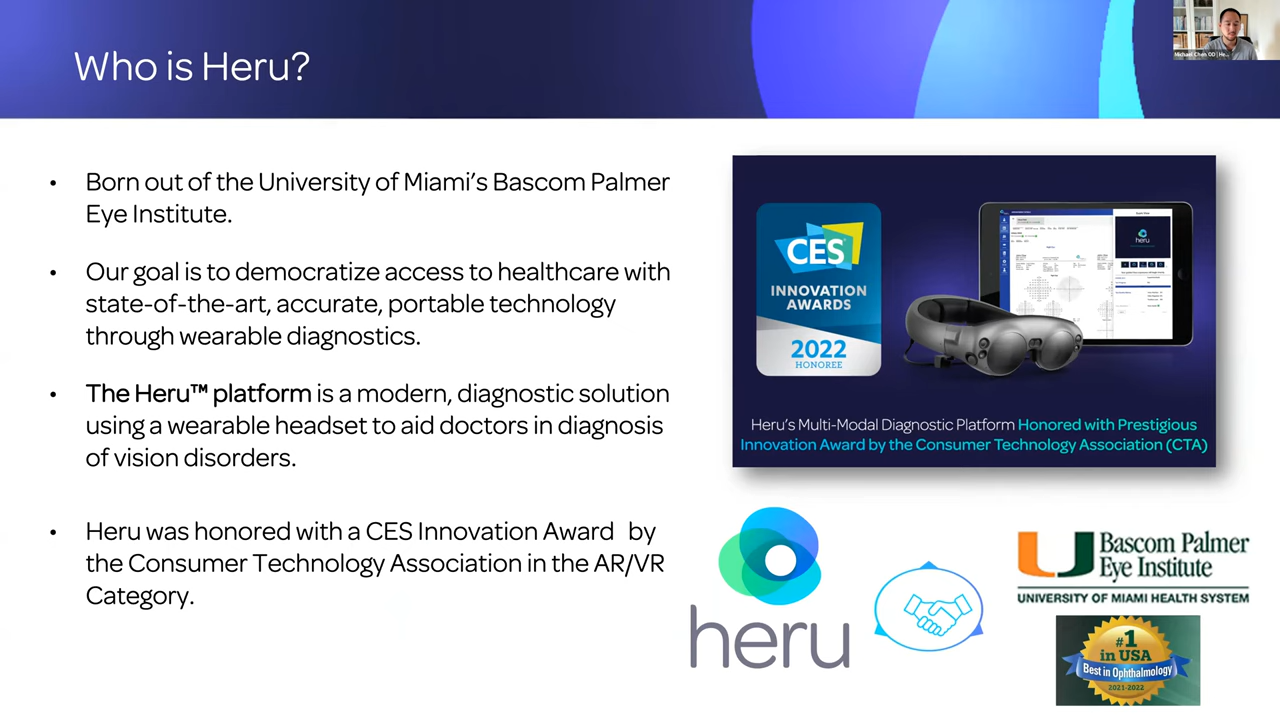 Who is Heru?
Michael Chen OD | He...
• Born out of the University of Miami’s Bascom Palmer
Eye Institute.
• Our goal is to democratize access to healthcare with
state-of-the-art, accurate, portable technology
through wearable diagnostics.
• The Heru™ platform is a modern, diagnostic solution
using a wearable headset to aid doctors in diagnosis
of vision disorders.
• Heru was honored with a CES Innovation Award by
the Consumer Technology Association in the AR/VR
Category.
CES
INNOVATION
AWARDS
2022
HONOREE
heru
Heru’s Multi-Modal Diagnostic Platform Honored with Prestigious
Innovation Award by the Consumer Technology Association (CTA)
heru
U Bascom Palmer
Eye Institute
UNIVERSITY OF MIAMI HEALTH SYSTEM
#1
in USA
Best in Ophthalmology
2021-2022